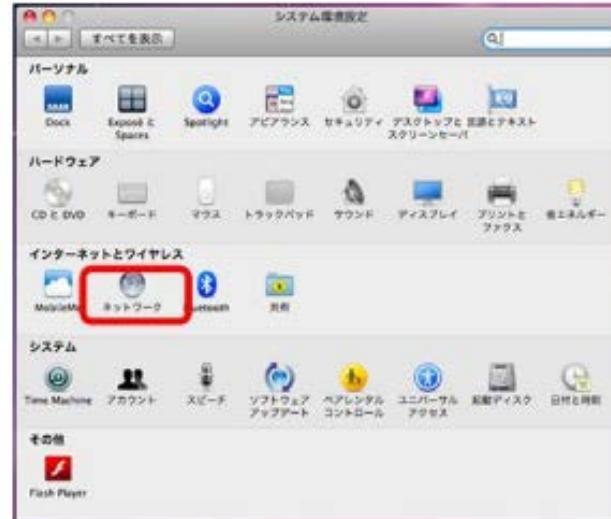 システム環境設定
すべてを表示
パーソナル
Dock
Exposé と
Spaces
Spotlight
アピアランス
セキュリティ
デスクトップと
スクリーンセーバ
言語とテキスト
ハードウェア
CD と DVD
キーボード
マウス
トラックパッド
サウンド
ディスプレイ
プリントと
ファクス
省エネルギー
インターネットとワイヤレス
MobileMe
ネットワーク
Bluetooth
共有
システム
Time Machine
アカウント
スピーチ
ソフトウェア
アップデート
ペアレンタル
コントロール
ユニバーサル
アクセス
起動ディスク
日付と時刻
その他
Flash Player